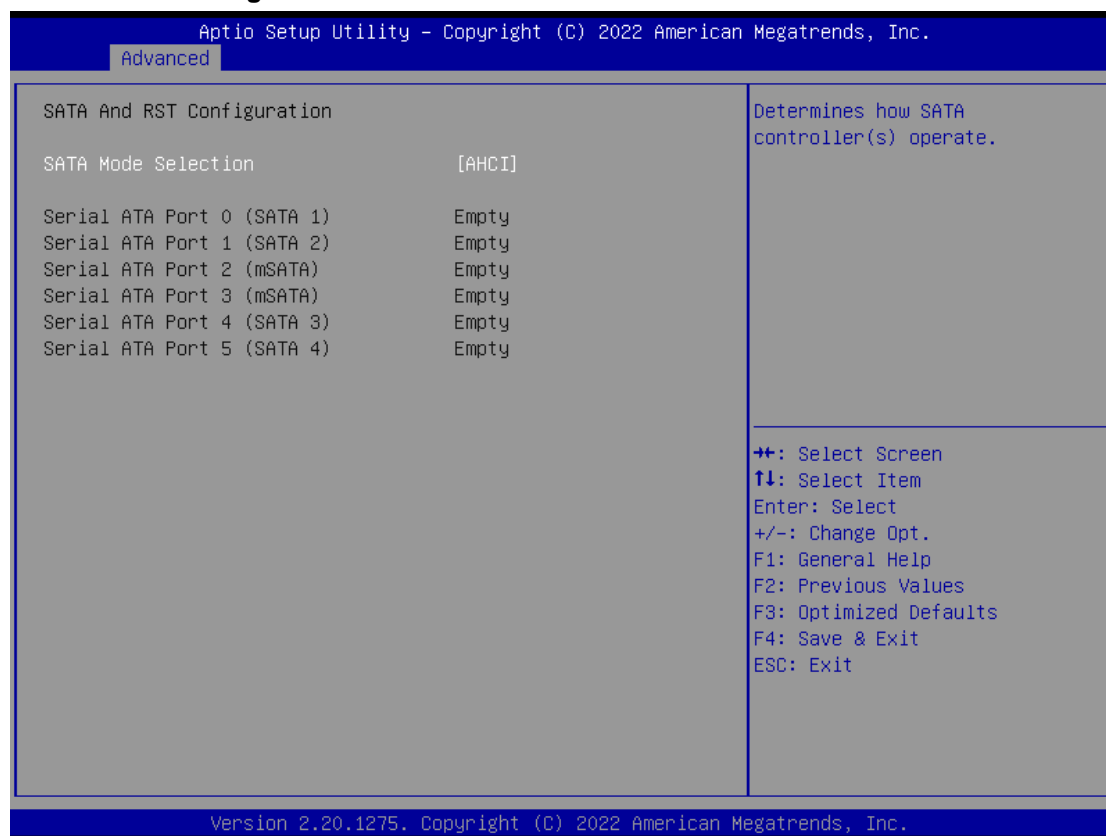 Aptio Setup Utility – Copyright (C) 2022 American Megatrends, Inc.
Advanced
SATA And RST Configuration
SATA Mode Selection [AHCI]
Serial ATA Port 0 (SATA 1) Empty
Serial ATA Port 1 (SATA 2) Empty
Serial ATA Port 2 (mSATA) Empty
Serial ATA Port 3 (mSATA) Empty
Serial ATA Port 4 (SATA 3) Empty
Serial ATA Port 5 (SATA 4) Empty
Determines how SATA
controller(s) operate.
→←: Select Screen
↑↓: Select Item
Enter: Select
+/-: Change Opt.
F1: General Help
F2: Previous Values
F3: Optimized Defaults
F4: Save & Exit
ESC: Exit
Version 2.20.1275. Copyright (C) 2022 American Megatrends, Inc.